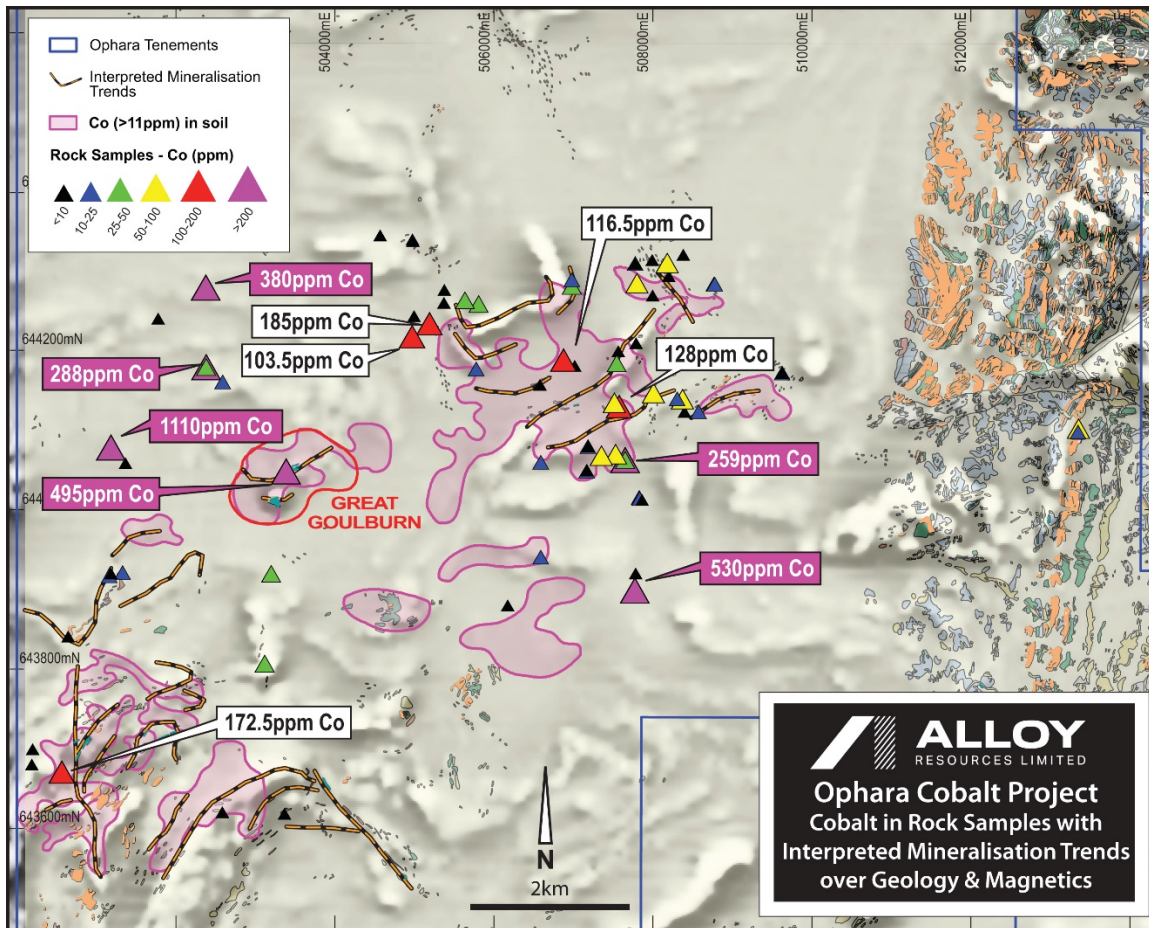 Ophara Tenements
Interpreted Mineralisation
Trends
Co (>11ppm) in soil
Rock Samples - Co (ppm)
<10
10-25
25-50
50-100
100-200
>200
504000mE
506000mE
508000mE
510000mE
512000mE
116.5ppm Co
380ppm Co
185ppm Co
644200mN
103.5ppm Co
128ppm Co
288ppm Co
1110ppm Co
259ppm Co
495ppm Co
GREAT
GOULBURN
530ppm Co
643800mN
172.5ppm Co
643600mN
N
2km
ALLOY
RESOURCES LIMITED
Ophara Cobalt Project
Cobalt in Rock Samples with
Interpreted Mineralisation Trends
over Geology & Magnetics